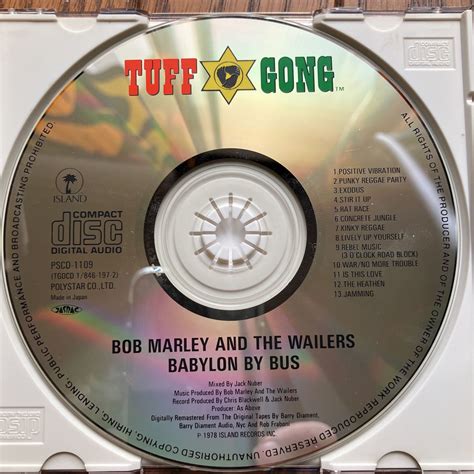 TUFF GONG™
ISLAND
COMPACT
disc
DIGITAL AUDIO
PSCD-1109
(TGOCD 1/846-197-2)
POLYSTAR CO.,LTD.
Made in Japan
JASRAC
1 POSITIVE VIBRATION
2 PUNKY REGGAE PARTY
3 EXODUS
4 STIR IT UP
5 RAT RACE
6 CONCRETE JUNGLE
7 KINKY REGGAE
8 LIVELY UP YOURSELF
9 REBEL MUSIC
(3 O'CLOCK ROAD BLOCK)
10 WAR/NO MORE TROUBLE
11 IS THIS LOVE
12 THE HEATHEN
13 JAMMING
BOB MARLEY AND THE WAILERS
BABYLON BY BUS
Mixed By Jack Nuber
Music Produced By Bob Marley And The Wailers
Record Produced By Chris Blackwell & Jack Nuber
Producer: As Above
Digitally Remastered From The Original Tapes By Barry Diament,
Barry Diament Audio, Nyc And Rob Fraboni
℗ 1978 ISLAND RECORDS INC.
ALL RIGHTS OF THE PRODUCER AND OF THE OWNER OF THE WORK REPRODUCED RESERVED. UNAUTHORISED COPYING, HIRING, LENDING, PUBLIC PERFORMANCE AND BROADCASTING PROHIBITED.
COMPACT
disc